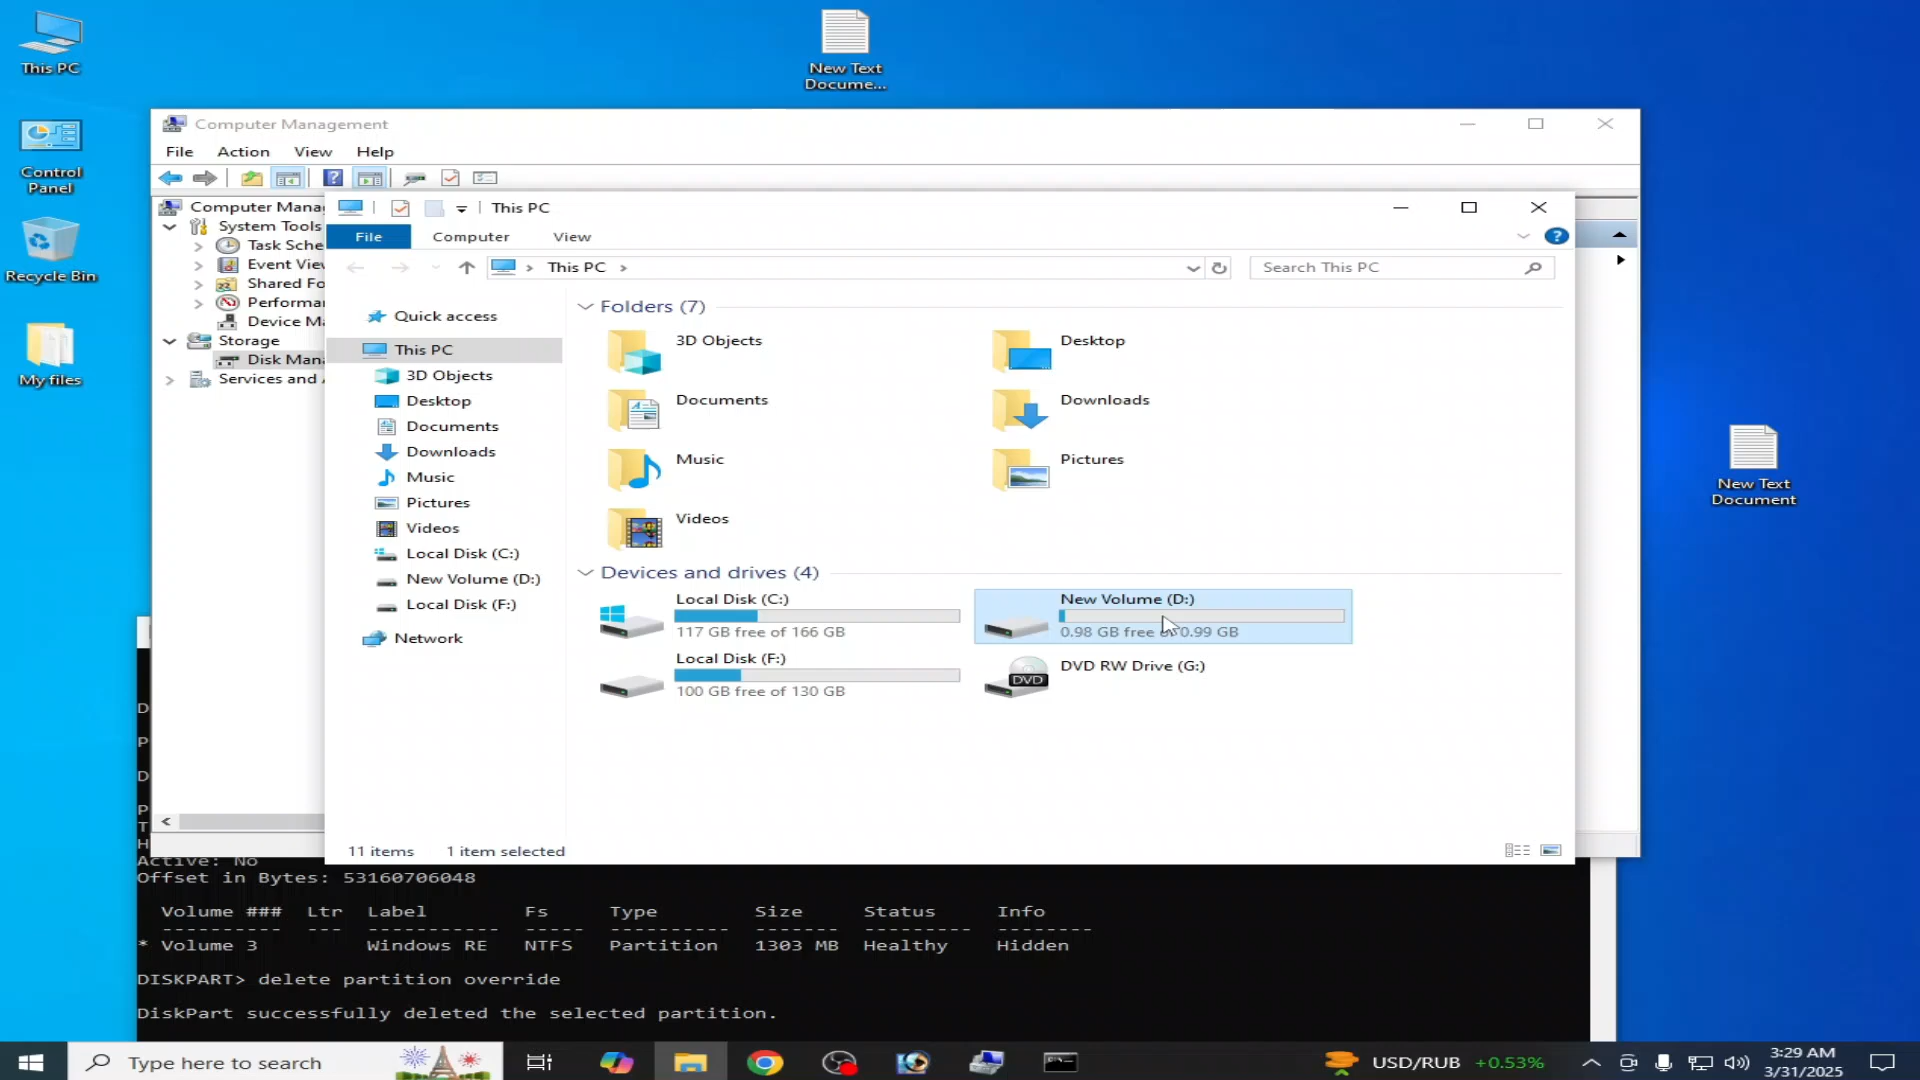 This PC
Control
Panel
Recycle Bin
My files
New Text
Docume...
New Text
Document
Computer Management
File Action View Help
Computer Mana
System Tools
Task Sche
Event Viev
Shared Fo
Performa
Device Ma
Storage
Disk Man
Services and
This PC
File Computer View
This PC
Search This PC
Quick access
This PC
3D Objects
Desktop
Documents
Downloads
Music
Pictures
Videos
Local Disk (C:)
New Volume (D:)
Local Disk (F:)
Network
Folders (7)
3D Objects
Desktop
Documents
Downloads
Music
Pictures
Videos
Devices and drives (4)
Local Disk (C:)
117 GB free of 166 GB
New Volume (D:)
0.98 GB free of 0.99 GB
Local Disk (F:)
100 GB free of 130 GB
DVD RW Drive (G:)
DVD
11 items 1 item selected
D
P
D
P
T
H
Active: No
Offset in Bytes: 53160706048
Volume ### Ltr Label Fs Type Size Status Info
---------- --- ----------- ----- ---------- ------- --------- --------
* Volume 3 Windows RE NTFS Partition 1303 MB Healthy Hidden
DISKPART> delete partition override
DiskPart successfully deleted the selected partition.
Type here to search
USD/RUB +0.53%
3:29 AM
3/31/2025